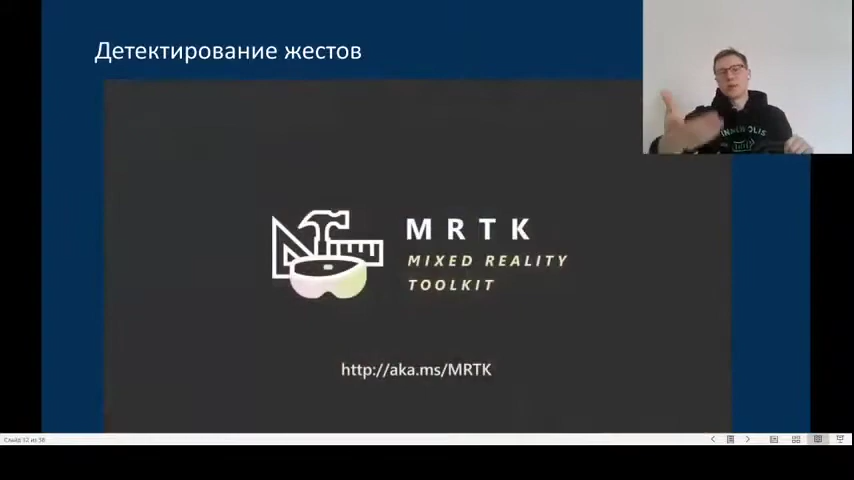 Детектирование жестов
MRTK
MIXED REALITY
TOOLKIT
http://aka.ms/MRTK